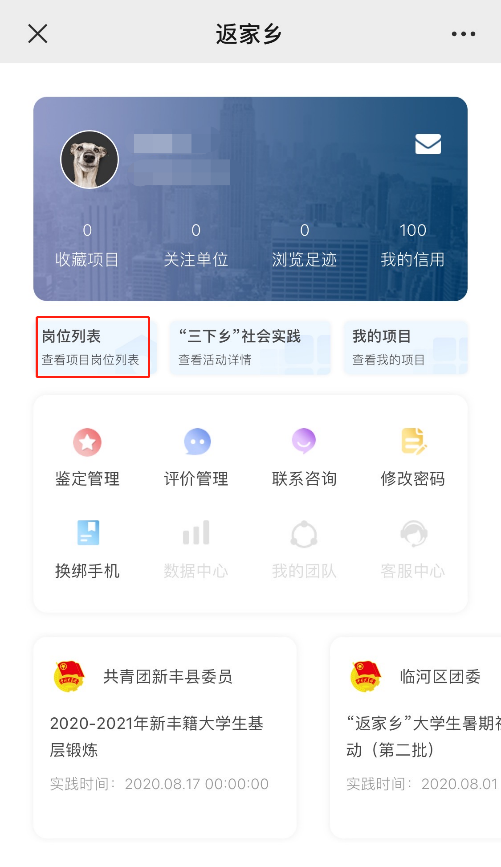 返家乡
0
0
0
100
收藏项目
关注单位
浏览足迹
我的信用
岗位列表
查看项目岗位列表
“三下乡”社会实践
查看活动详情
我的项目
查看我的项目
鉴定管理
评价管理
联系咨询
修改密码
换绑手机
数据中心
我的团队
客服中心
共青团新丰县委员
2020-2021年新丰籍大学生基
层锻炼
实践时间：2020.08.17 00:00:00
临河区团委
“返家乡”大学生暑期社
动（第二批）
实践时间：2020.08.01